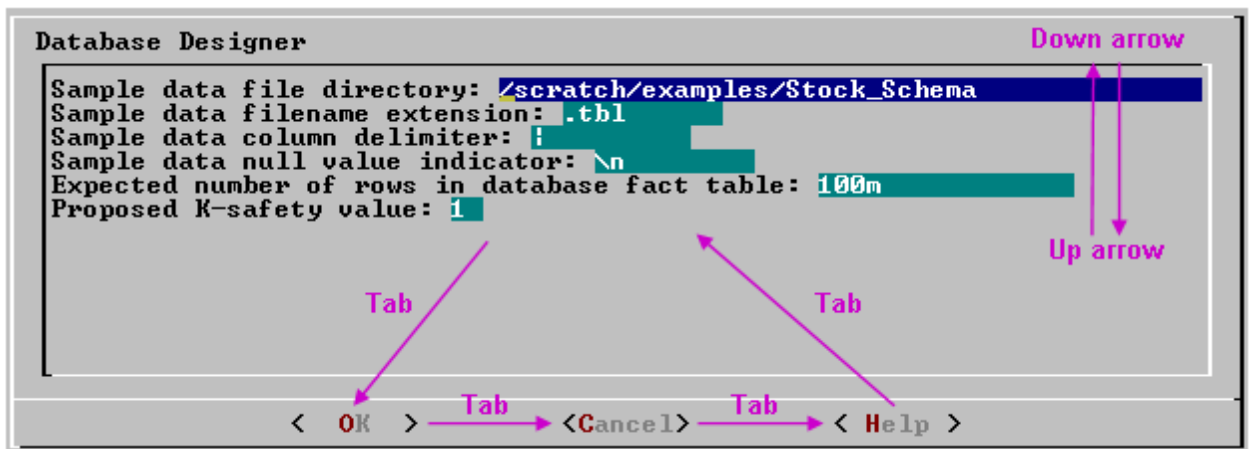 Database Designer
Down arrow
Sample data file directory: /scratch/examples/Stock_Schema
Sample data filename extension: .tbl
Sample data column delimiter: |
Sample data null value indicator: \n
Expected number of rows in database fact table: 100m
Proposed K-safety value: 1
Up arrow
Tab Tab
Tab Tab
< OK > <Cancel> < Help >